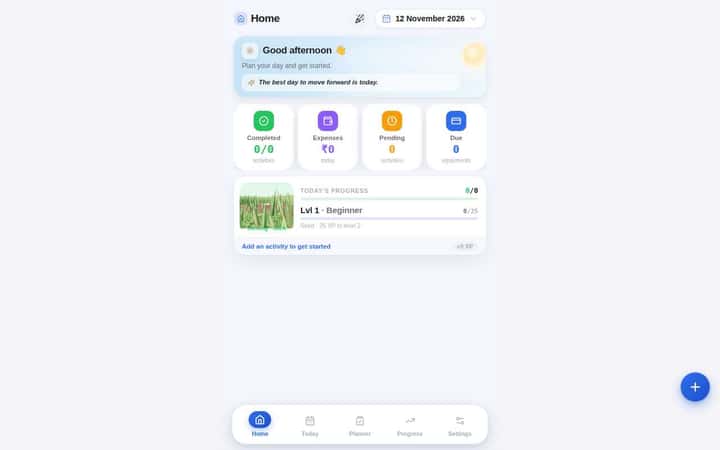 Home
12 November 2026
Good afternoon 👋
Plan your day and get started.
The best day to move forward is today.
Completed
0/0
activities
Expenses
₹0
today
Pending
0
activities
Due
0
repayments
TODAY'S PROGRESS
0/0
Lvl 1 · Beginner
0/25
Seed · 25 XP to level 2
Add an activity to get started
+0 XP
Home
Today
Planner
Progress
Settings